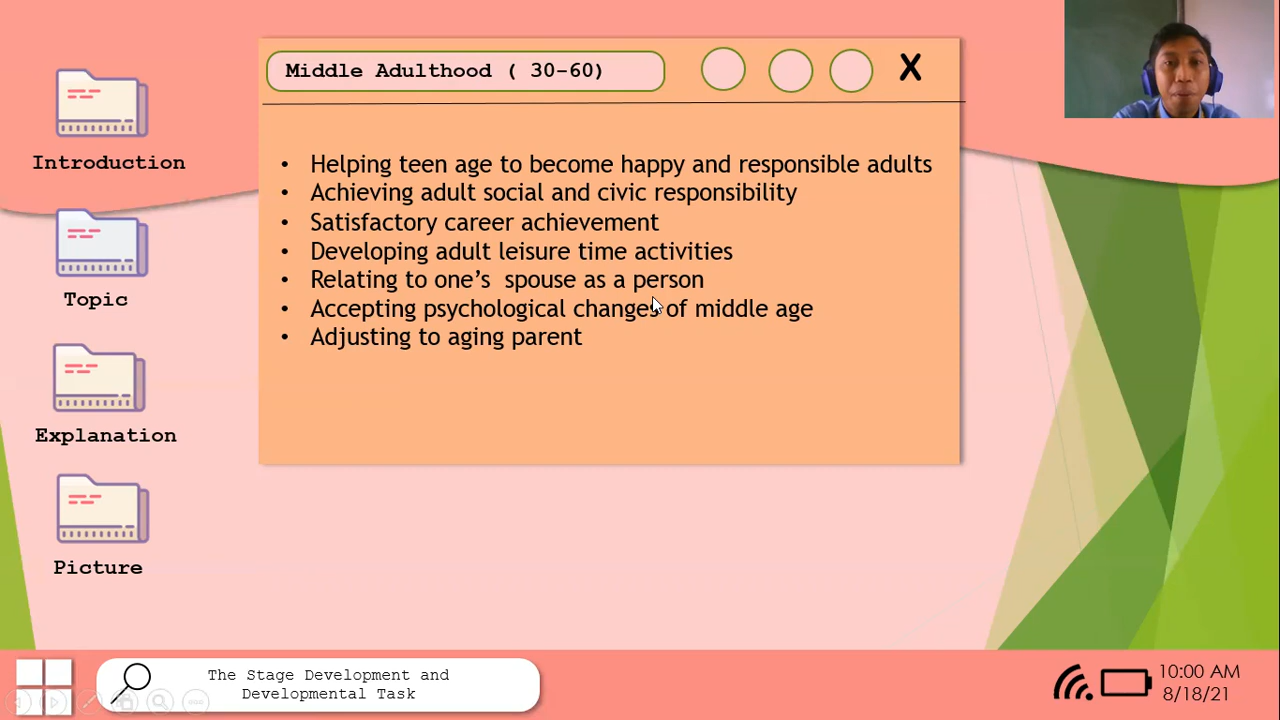 Middle Adulthood ( 30-60)
X
Introduction
Topic
Explanation
Picture
• Helping teen age to become happy and responsible adults
• Achieving adult social and civic responsibility
• Satisfactory career achievement
• Developing adult leisure time activities
• Relating to one's  spouse as a person
• Accepting psychological changes of middle age
• Adjusting to aging parent
The Stage Development and
Developmental Task
10:00 AM
8/18/21